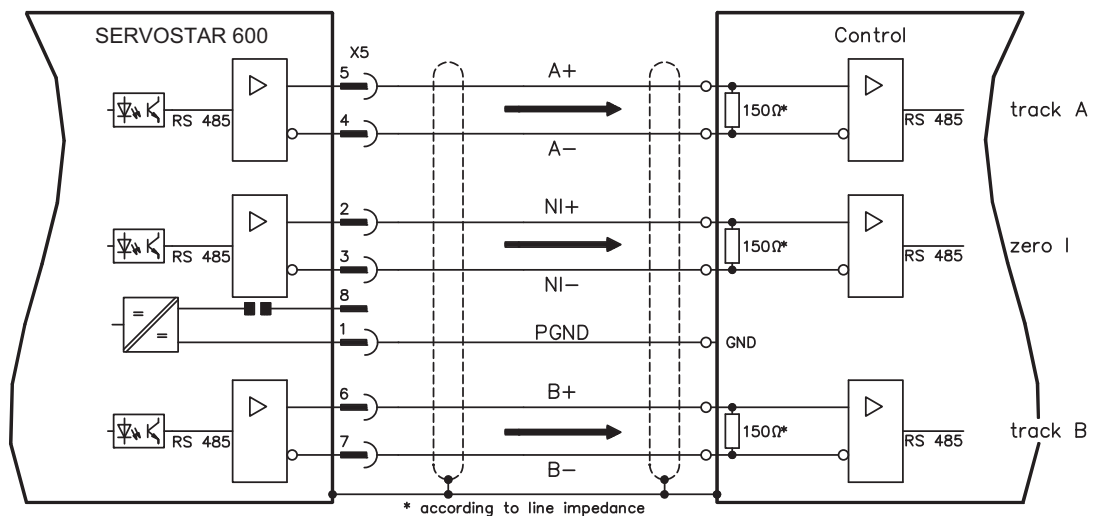 SERVOSTAR 600
X5
Control
5
A+
150Ω*
RS 485
RS 485
track A
4
A-
2
NI+
150Ω*
RS 485
RS 485
zero I
3
NI-
8
=
=
1
PGND
GND
6
B+
150Ω*
RS 485
RS 485
track B
7
B-
* according to line impedance